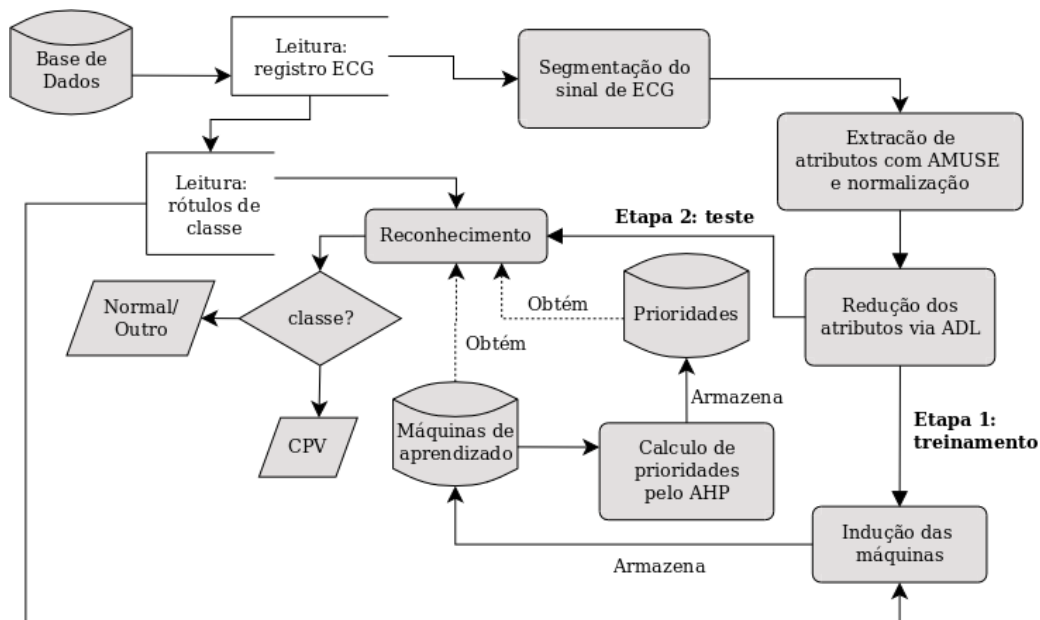 Base de
Dados
Leitura:
registro ECG
Segmentação do
sinal de ECG
Extracão de
atributos com AMUSE
e normalização
Leitura:
rótulos de
classe
Reconhecimento
Etapa 2: teste
Redução dos
atributos via ADL
Prioridades
Obtém
Normal/
Outro
classe?
Obtém
Armazena
Etapa 1:
treinamento
CPV
Máquinas de
aprendizado
Calculo de
prioridades
pelo AHP
Indução das
máquinas
Armazena